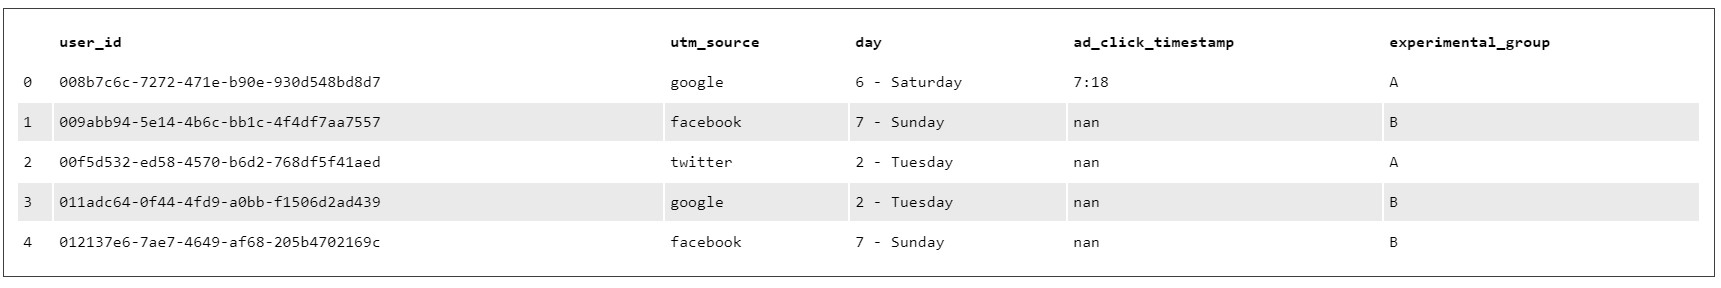 user_id utm_source day ad_click_timestamp experimental_group
0 008b7c6c-7272-471e-b90e-930d548bd8d7 google 6 - Saturday 7:18 A
1 009abb94-5e14-4b6c-bb1c-4f4df7aa7557 facebook 7 - Sunday nan B
2 00f5d532-ed58-4570-b6d2-768df5f41aed twitter 2 - Tuesday nan A
3 011adc64-0f44-4fd9-a0bb-f1506d2ad439 google 2 - Tuesday nan B
4 012137e6-7ae7-4649-af68-205b4702169c facebook 7 - Sunday nan B